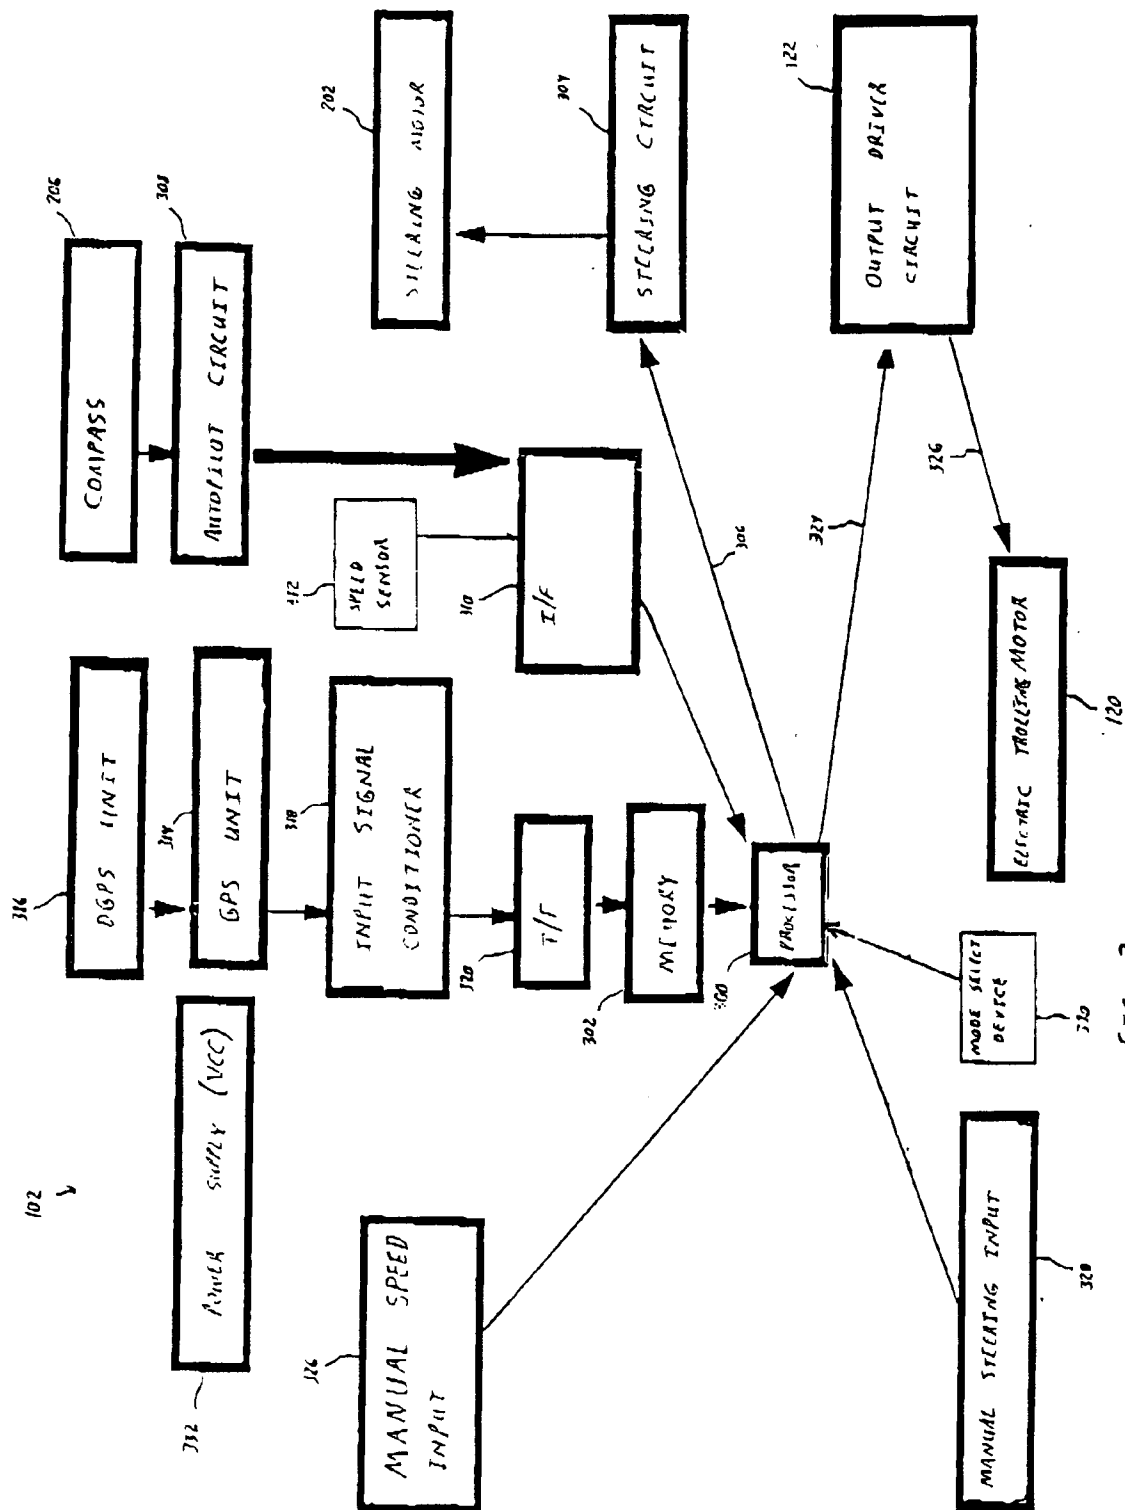 102
332
POWER SUPPLY (VCC)
316
DGPS UNIT
314
GPS UNIT
206
COMPASS
308
AUTOPILOT CIRCUIT
326
MANUAL SPEED
INPUT
318
INPUT SIGNAL
CONDITIONER
SPEED
SENSOR
202
STEERING MOTOR
320
I/F
310
I/F
304
STEERING CIRCUIT
302
MEMORY
306
300
PROCESSOR
324
122
OUTPUT DRIVER
CIRCUIT
326
328
MANUAL STEERING INPUT
MODE SELECT
DEVICE
120
ELECTRIC TROLLING MOTOR